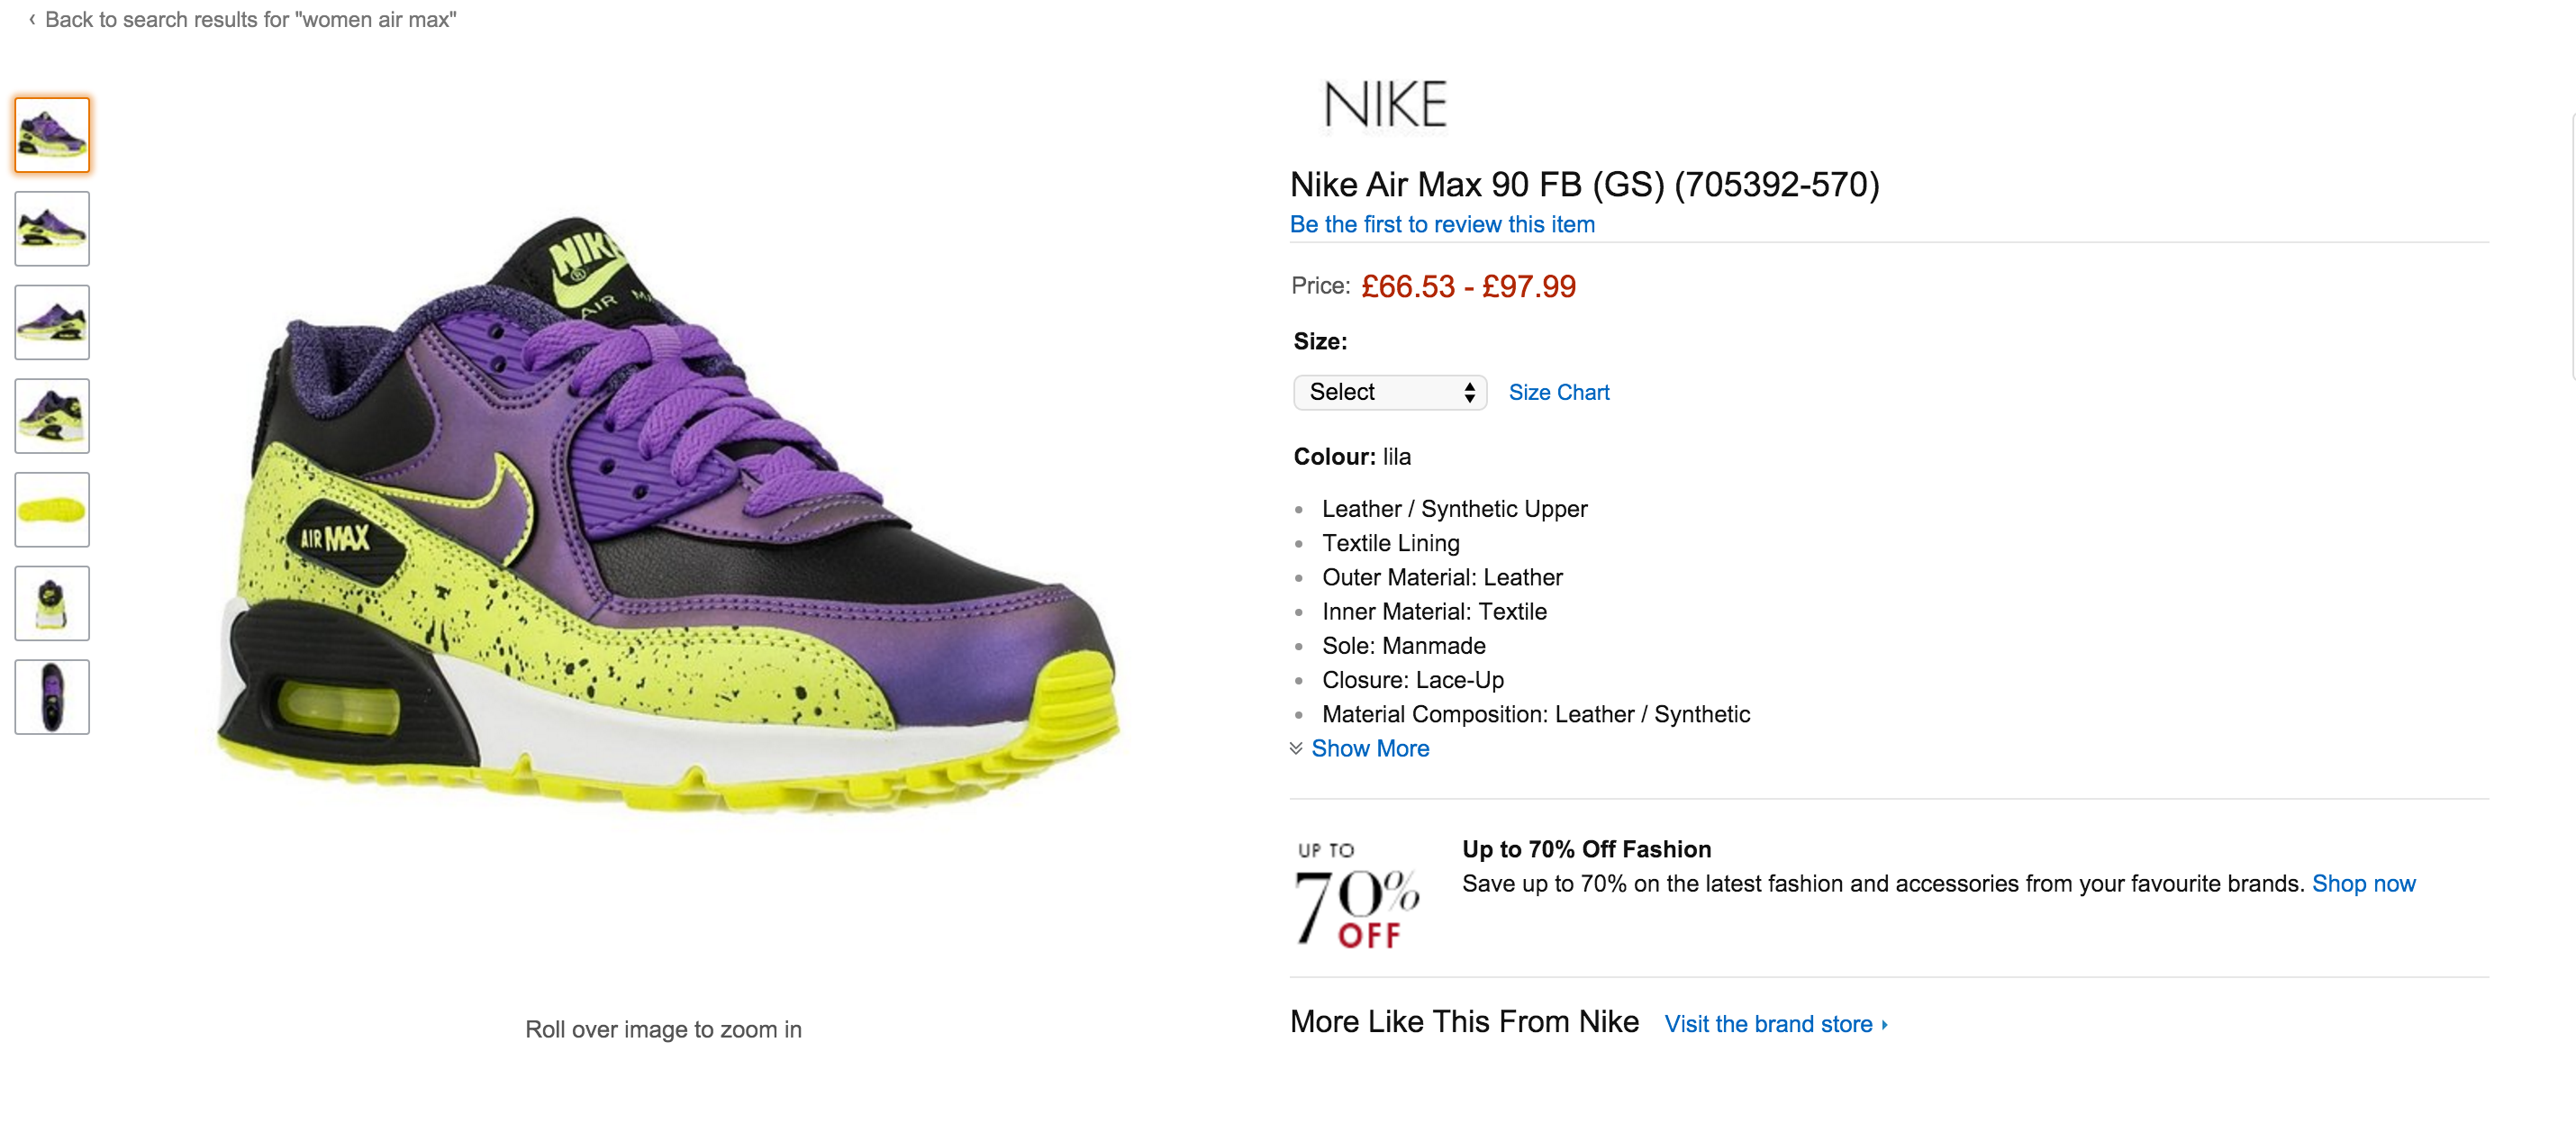 ‹ Back to search results for "women air max"
NIKE
Nike Air Max 90 FB (GS) (705392-570)
Be the first to review this item
Price: £66.53 - £97.99
Size:
Select
Size Chart
Colour: lila
Leather / Synthetic Upper
Textile Lining
Outer Material: Leather
Inner Material: Textile
Sole: Manmade
Closure: Lace-Up
Material Composition: Leather / Synthetic
Show More
UP TO
70%
OFF
Up to 70% Off Fashion
Save up to 70% on the latest fashion and accessories from your favourite brands. Shop now
More Like This From Nike
Visit the brand store
NIKE
®
AIR MA
AIR MAX
Roll over image to zoom in